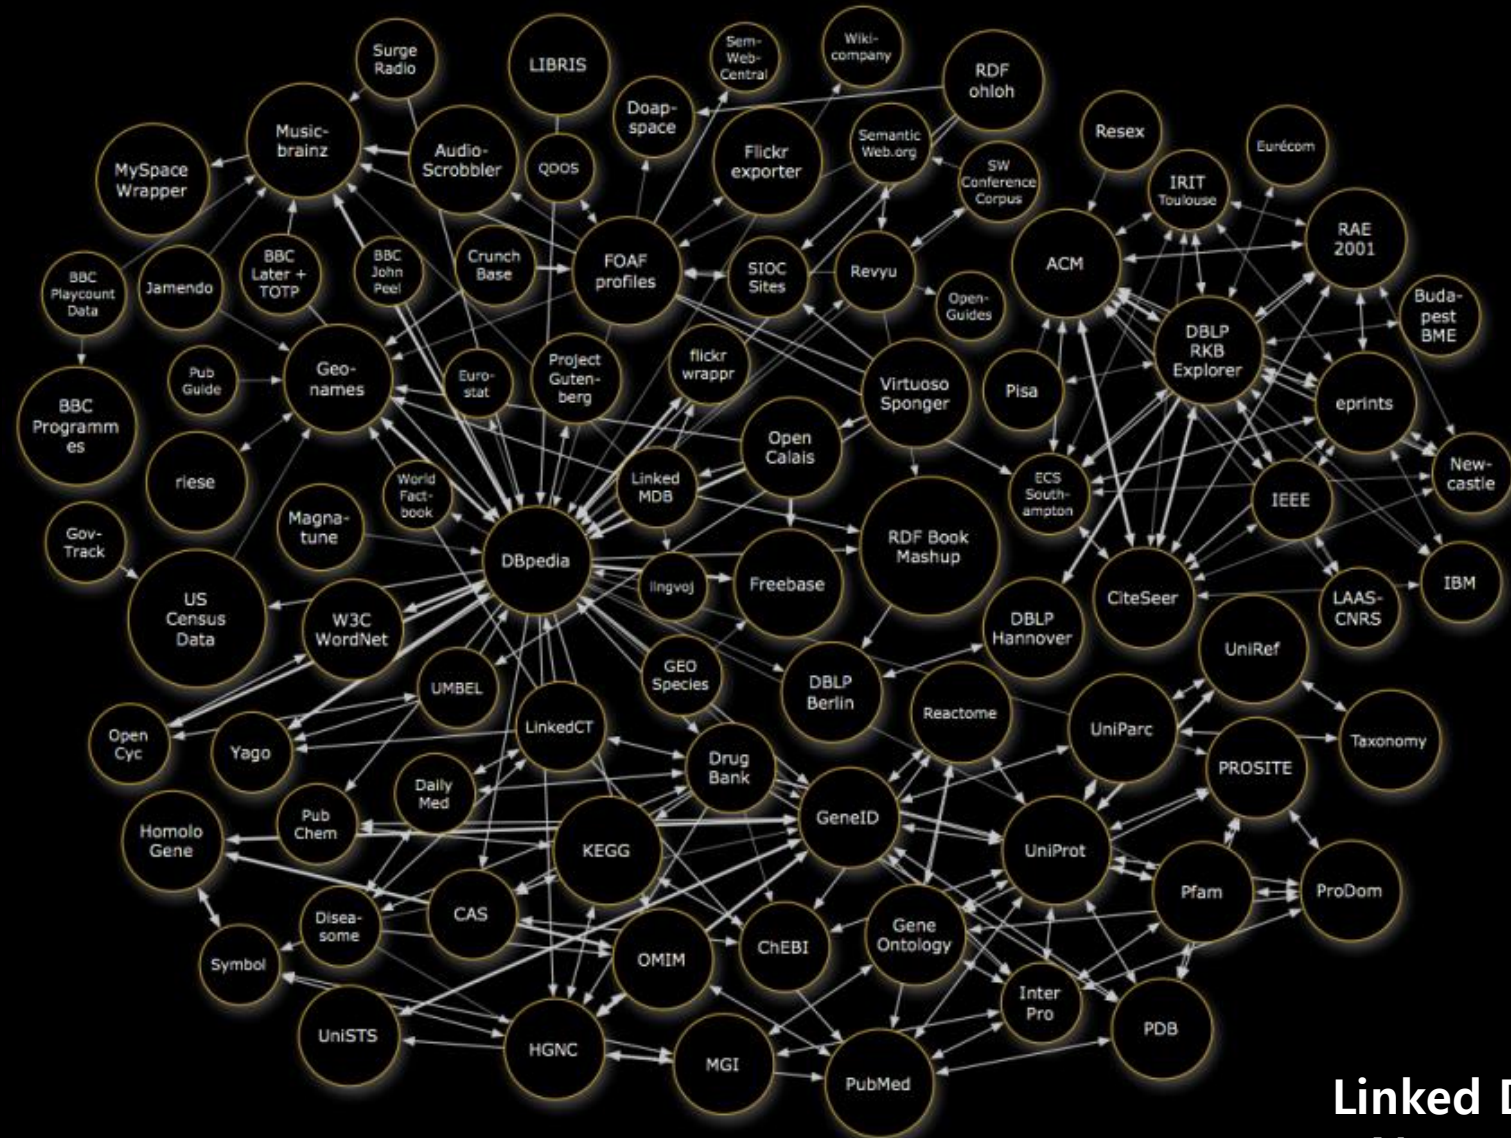 Surge
Radio
LIBRIS
Sem-
Web-
Central
Wiki-
company
RDF
ohloh
Doap-
space
Music-
brainz
Audio-
Scrobbler
QDOS
Flickr
exporter
Semantic
Web.org
SW
Conference
Corpus
Resex
Eurécom
IRIT
Toulouse
MySpace
Wrapper
RAE
2001
BBC
Playcount
Data
Jamendo
BBC
Later +
TOTP
BBC
John
Peel
Crunch
Base
FOAF
profiles
SIOC
Sites
Revyu
Open-
Guides
ACM
DBLP
RKB
Explorer
Buda-
pest
BME
Pub
Guide
Geo-
names
Euro-
stat
Project
Guten-
berg
flickr
wrappr
Virtuoso
Sponger
Pisa
eprints
BBC
Programm
es
riese
World
Fact-
book
Linked
MDB
Open
Calais
ECS
South-
ampton
IEEE
New-
castle
Gov-
Track
Magna-
tune
DBpedia
lingvoj
Freebase
RDF Book
Mashup
CiteSeer
LAAS-
CNRS
IBM
US
Census
Data
W3C
WordNet
DBLP
Hannover
UniRef
UMBEL
GEO
Species
DBLP
Berlin
Reactome
UniParc
Taxonomy
Open
Cyc
Yago
LinkedCT
Drug
Bank
PROSITE
Homolo
Gene
Pub
Chem
Daily
Med
KEGG
GeneID
UniProt
Pfam
ProDom
Disea-
some
CAS
OMIM
ChEBI
Gene
Ontology
Symbol
Inter
Pro
PDB
UniSTS
HGNC
MGI
PubMed
Linked